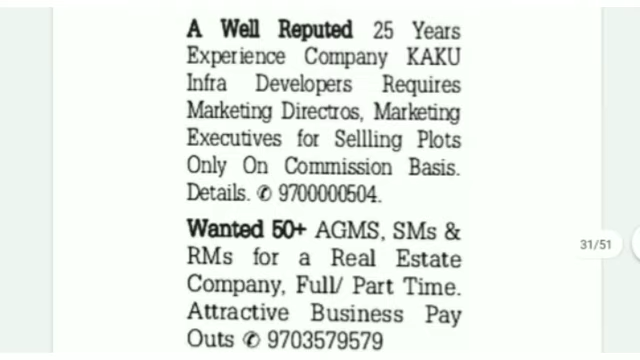 A Well Reputed 25 Years
Experience Company KAKU
Infra Developers Requires
Marketing Directros, Marketing
Executives for Sellling Plots
Only On Commission Basis.
Details. ✆ 9700000504.
Wanted 50+ AGMS, SMs &
RMs for a Real Estate
Company, Full/ Part Time.
Attractive Business Pay
Outs ✆ 9703579579
31/51